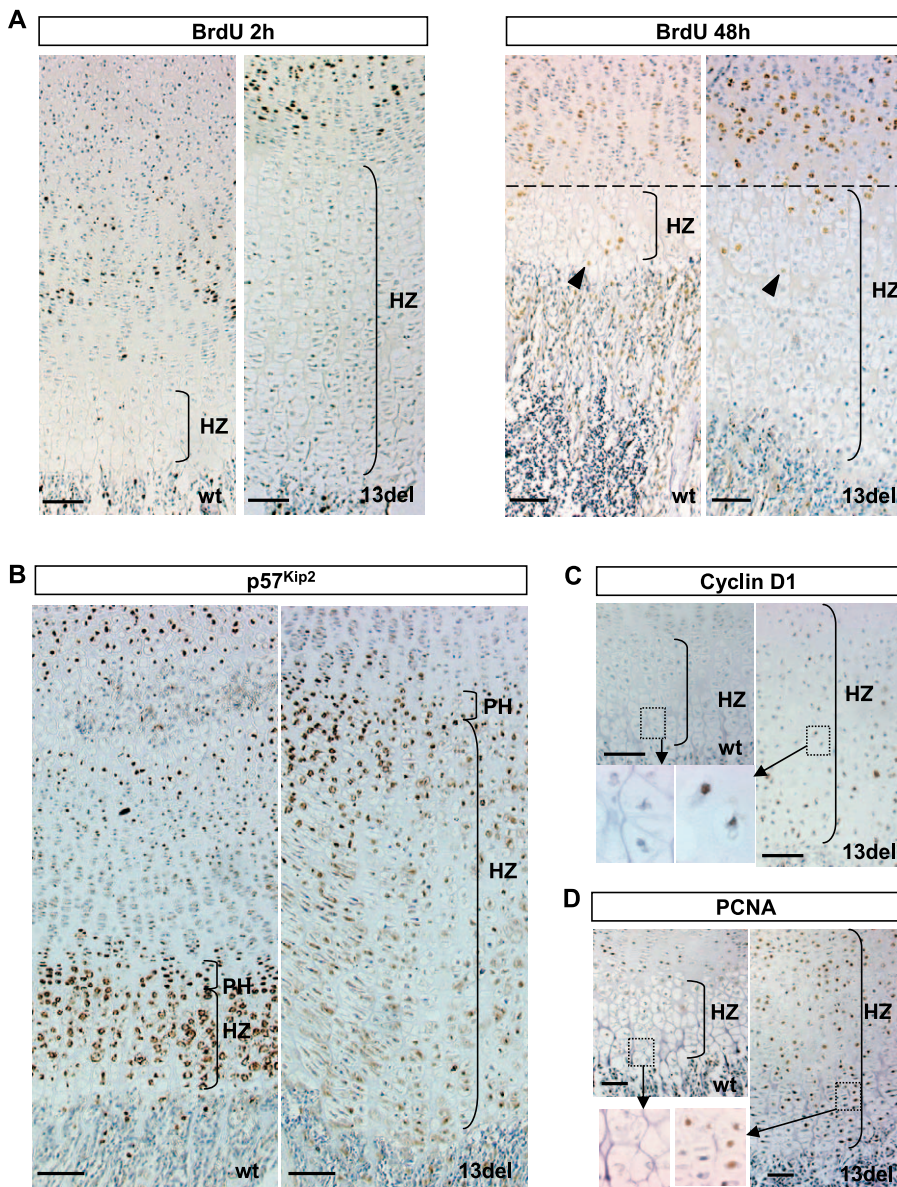 A
BrdU 2h
BrdU 48h
HZ
HZ
wt
13del
HZ
HZ
wt
13del
B
p57Kip2
PH
HZ
wt
PH
HZ
13del
C
Cyclin D1
HZ
wt
HZ
13del
D
PCNA
HZ
wt
HZ
13del